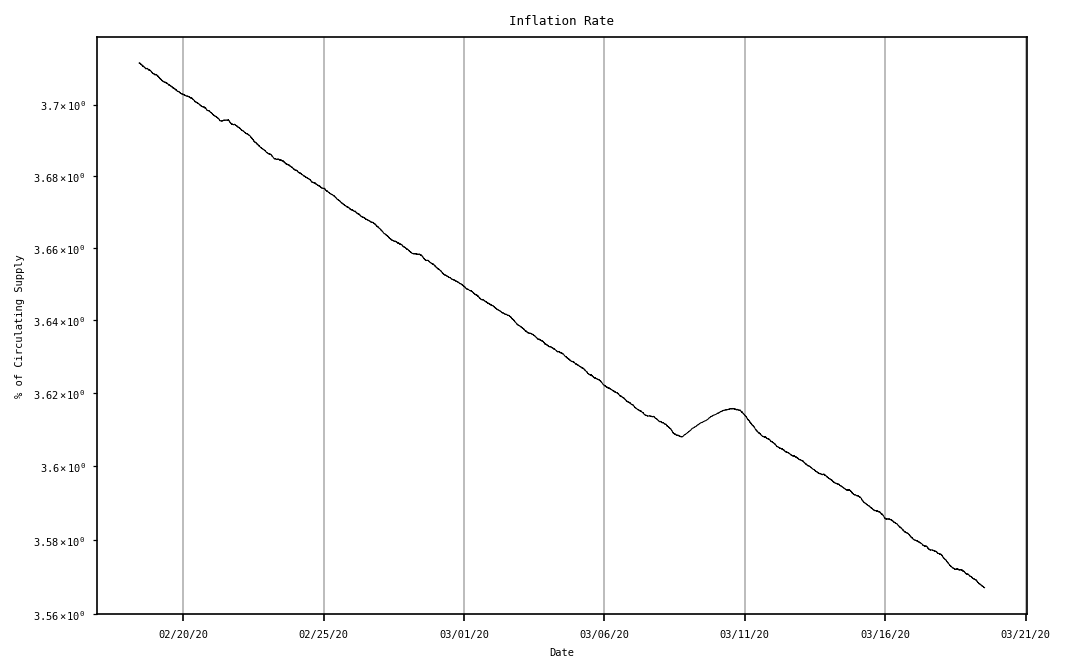 Inflation Rate
% of Circulating Supply
3.7×10⁰
3.68×10⁰
3.66×10⁰
3.64×10⁰
3.62×10⁰
3.6×10⁰
3.58×10⁰
3.56×10⁰
02/20/20 02/25/20 03/01/20 03/06/20 03/11/20 03/16/20 03/21/20
Date